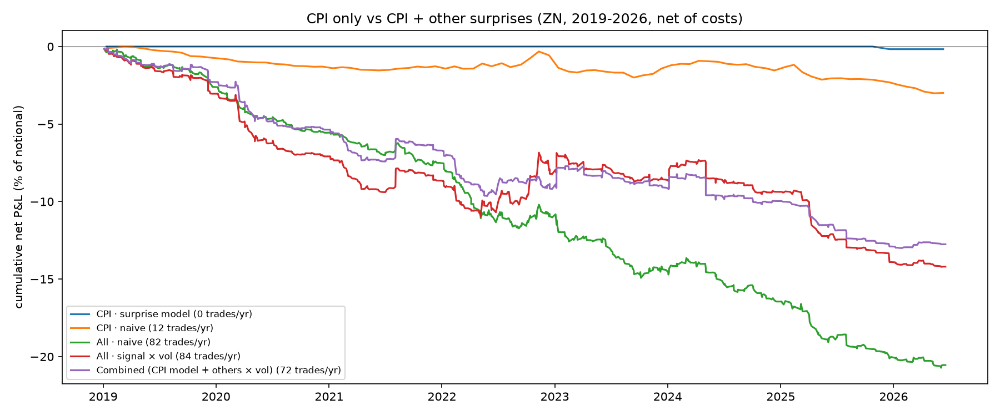 CPI only vs CPI + other surprises (ZN, 2019-2026, net of costs)
cumulative net P&L (% of notional)
0
−5
−10
−15
−20
CPI · surprise model (0 trades/yr)
CPI · naive (12 trades/yr)
All · naive (82 trades/yr)
All · signal × vol (84 trades/yr)
Combined (CPI model + others × vol) (72 trades/yr)
2019 2020 2021 2022 2023 2024 2025 2026